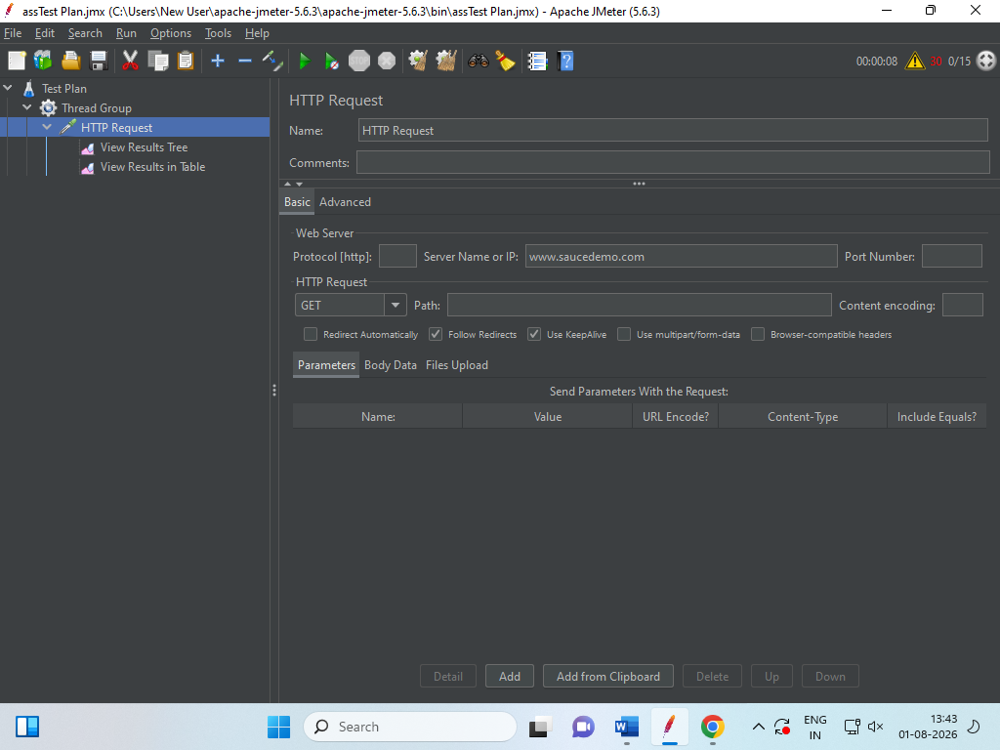 assTest Plan.jmx (C:\Users\New User\apache-jmeter-5.6.3\apache-jmeter-5.6.3\bin\assTest Plan.jmx) - Apache JMeter (5.6.3)
File Edit Search Run Options Tools Help
STOP 00:00:08 30 0/15
Test Plan
Thread Group
HTTP Request
View Results Tree
View Results in Table
HTTP Request
Name: HTTP Request
Comments:
Basic Advanced
Web Server
Protocol [http]: Server Name or IP: www.saucedemo.com Port Number:
HTTP Request
GET Path: Content encoding:
Redirect Automatically Follow Redirects Use KeepAlive Use multipart/form-data Browser-compatible headers
Parameters Body Data Files Upload
Send Parameters With the Request:
Name: Value URL Encode? Content-Type Include Equals?
Detail Add Add from Clipboard Delete Up Down
Search
ENG
IN
13:43
01-08-2026